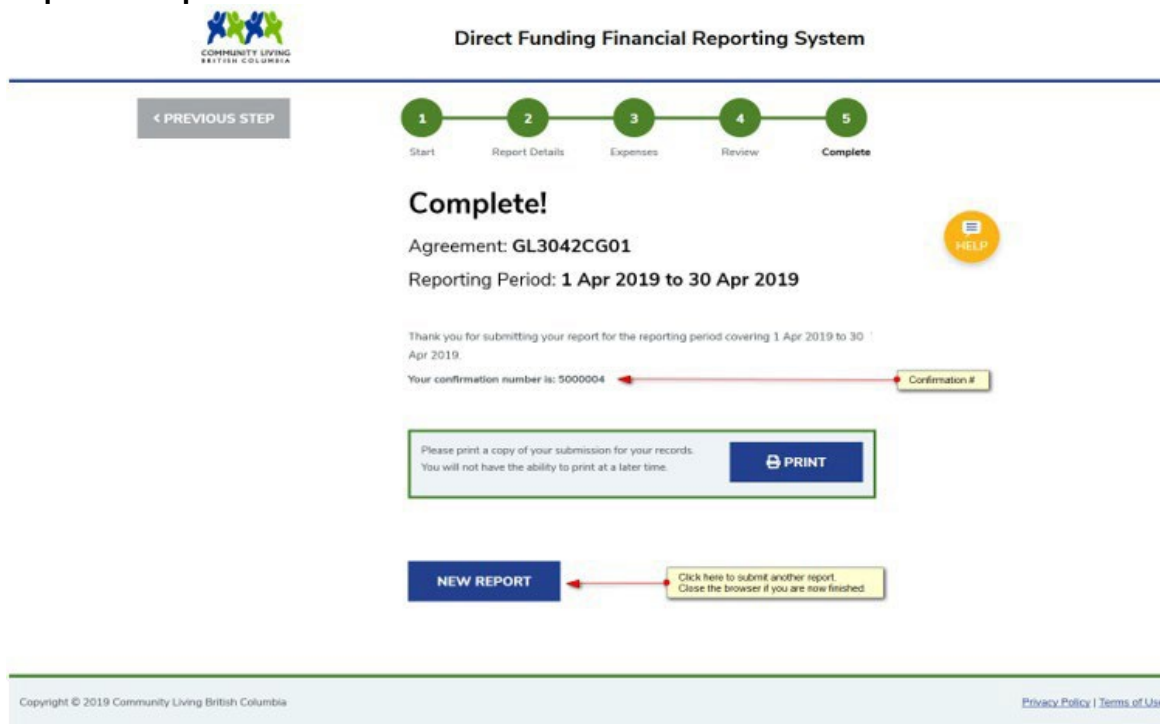 COMMUNITY LIVING
BRITISH COLUMBIA
Direct Funding Financial Reporting System
< PREVIOUS STEP
1 2 3 4 5
Start Report Details Expenses Review Complete
Complete!
HELP
Agreement: GL3042CG01
Reporting Period: 1 Apr 2019 to 30 Apr 2019
Thank you for submitting your report for the reporting period covering 1 Apr 2019 to 30
Apr 2019.
Your confirmation number is: 5000004
Confirmation #
Please print a copy of your submission for your records.
You will not have the ability to print at a later time.
PRINT
NEW REPORT
Click here to submit another report.
Close the browser if you are now finished
Copyright © 2019 Community Living British Columbia
Privacy Policy | Terms of Use